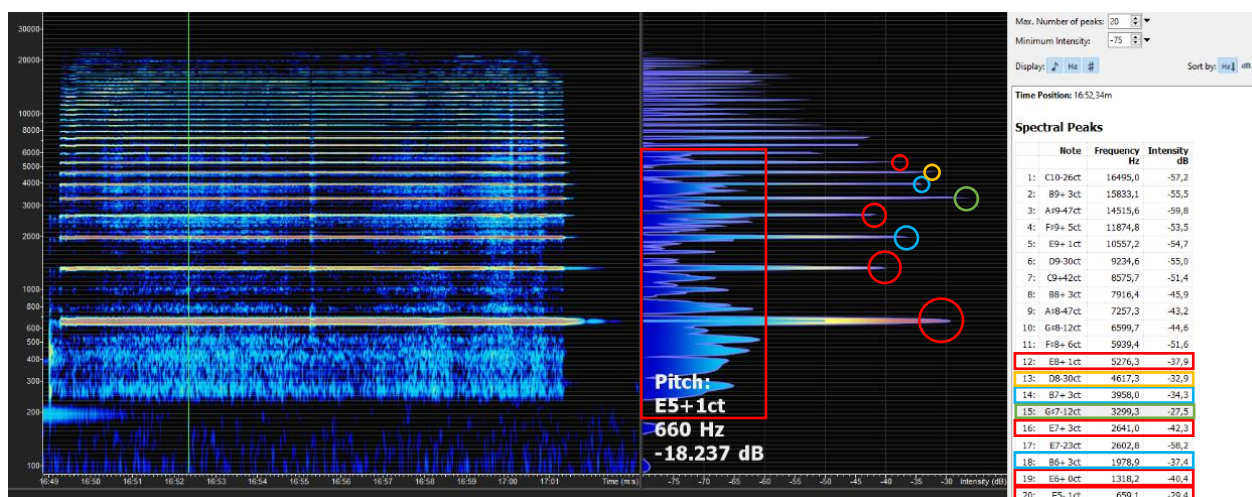 Max. Number of peaks: 20
Minimum Intensity: -75
Display: Hz # Sort by: Hz dB
Time Position: 16:52,34m
Spectral Peaks
Note Frequency Hz Intensity dB
1: C10-26ct 16495,0 -57,2
2: B9+ 3ct 15833,1 -55,5
3: A♯9-47ct 14515,6 -59,8
4: F♯9+ 5ct 11874,8 -53,5
5: E9+ 1ct 10557,2 -54,7
6: D9-30ct 9234,6 -55,0
7: C9+42ct 8575,7 -51,4
8: B8+ 3ct 7916,4 -45,9
9: A♯8-47ct 7257,3 -43,2
10: G♯8-12ct 6599,7 -44,6
11: F♯8+ 6ct 5939,4 -51,6
12: E8+ 1ct 5276,3 -37,9
13: D8-30ct 4617,3 -32,9
14: B7+ 3ct 3958,0 -34,3
15: G♯7-12ct 3299,3 -27,5
16: E7+ 3ct 2641,0 -42,3
17: E7-23ct 2602,8 -58,2
18: B6+ 3ct 1978,9 -37,4
19: E6+ 0ct 1318,2 -40,4
20: E5- 1ct 659,1 -29,4
30000
20000
10000
8000
6000
5000
4000
3000
2000
1000
800
600
500
400
300
200
100
Pitch:
E5+1ct
660 Hz
-18.237 dB
16:49 16:50 16:51 16:52 16:53 16:54 16:55 16:56 16:57 16:58 16:59 17:00 17:01 Time (m:s)
-75 -70 -65 -60 -55 -50 -45 -40 -35 -30 Intensity (dB)